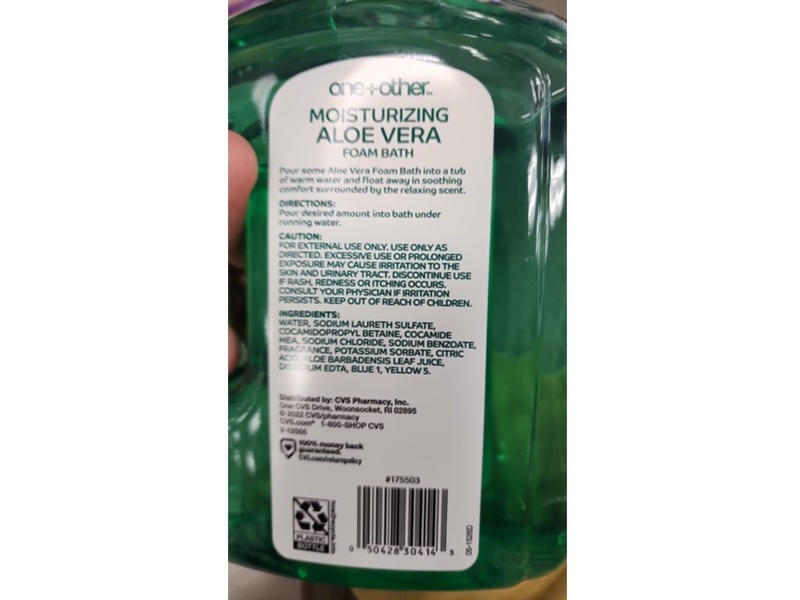 one+other™
MOISTURIZING
ALOE VERA
FOAM BATH
Pour some Aloe Vera Foam Bath into a tub
of warm water and float away in soothing
comfort surrounded by the relaxing scent.
DIRECTIONS:
Pour desired amount into bath under
running water.
CAUTION:
FOR EXTERNAL USE ONLY. USE ONLY AS
DIRECTED. EXCESSIVE USE OR PROLONGED
EXPOSURE MAY CAUSE IRRITATION TO THE
SKIN AND URINARY TRACT. DISCONTINUE USE
IF RASH, REDNESS OR ITCHING OCCURS.
CONSULT YOUR PHYSICIAN IF IRRITATION
PERSISTS. KEEP OUT OF REACH OF CHILDREN.
INGREDIENTS:
WATER, SODIUM LAURETH SULFATE,
COCAMIDOPROPYL BETAINE, COCAMIDE
MEA, SODIUM CHLORIDE, SODIUM BENZOATE,
FRAGRANCE, POTASSIUM SORBATE, CITRIC
ACID, ALOE BARBADENSIS LEAF JUICE,
DISODIUM EDTA, BLUE 1, YELLOW 5.
Distributed by: CVS Pharmacy, Inc.
One CVS Drive, Woonsocket, RI 02895
© 2022 CVS/pharmacy
CVS.com® 1-800-SHOP CVS
100% money back
guaranteed.
CVS.com/returnpolicy
#175503
how2recycle.info
PLASTIC
BOTTLE
0 50428 30414 3